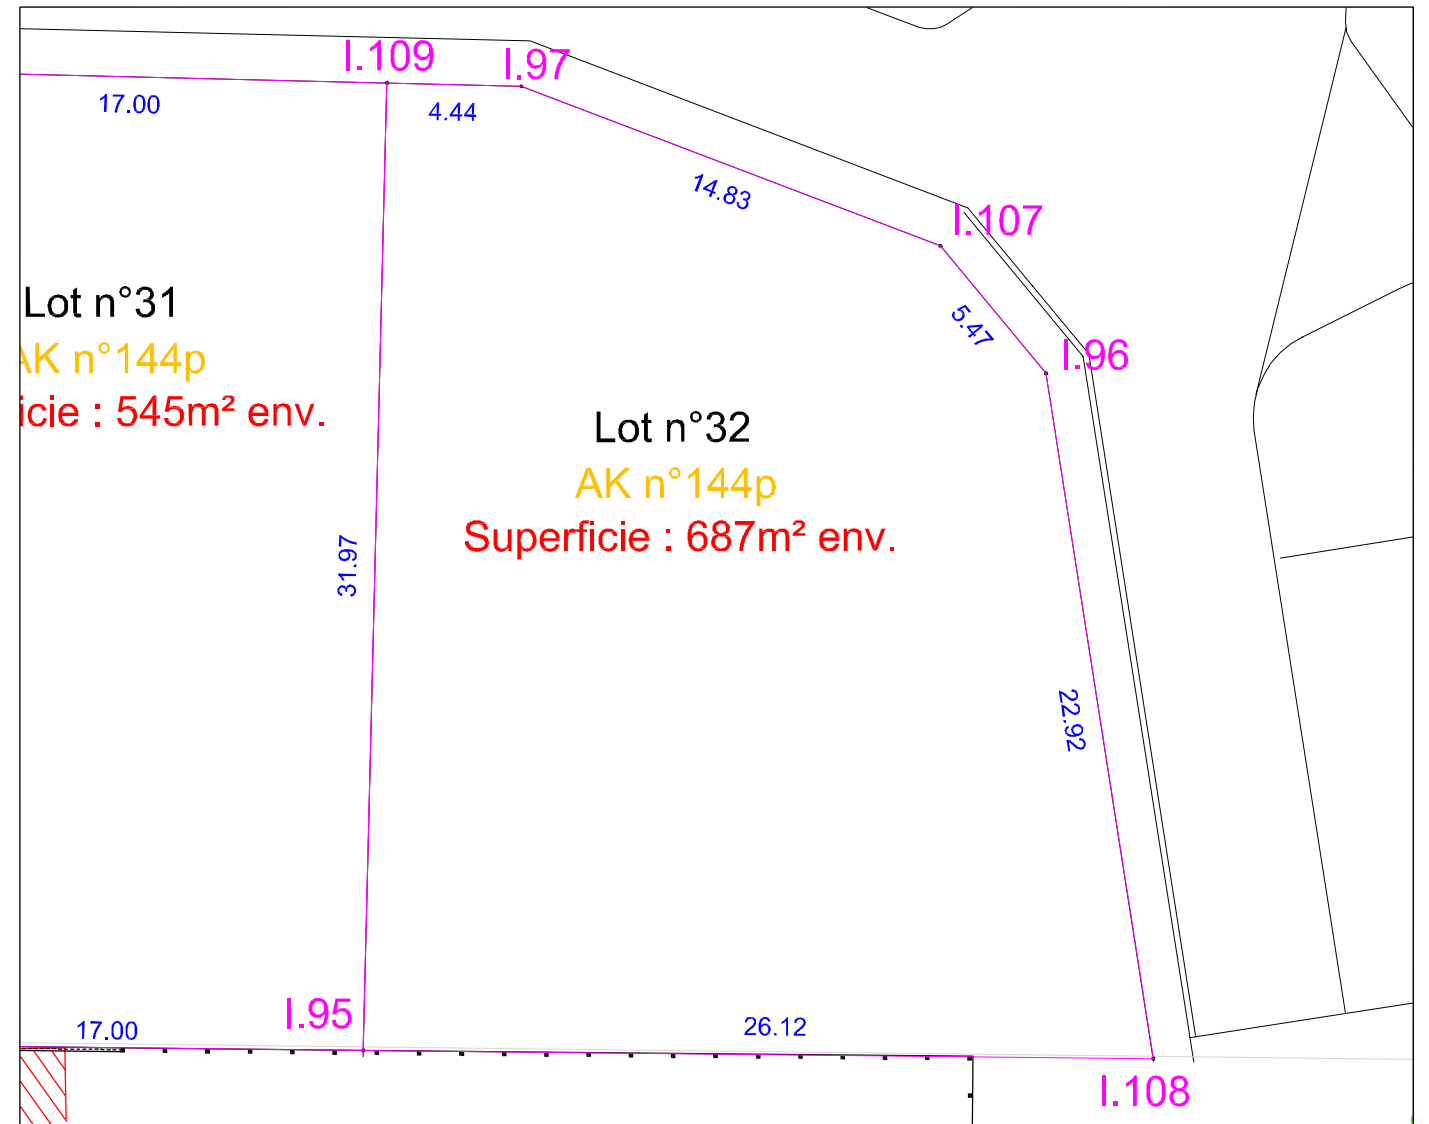 I.109
I.97
17.00
4.44
14.83
I.107
Lot n°31
AK n°144p
icie : 545m² env.
5.47
I.96
Lot n°32
AK n°144p
Superficie : 687m² env.
31.97
22.92
I.95
17.00
26.12
I.108